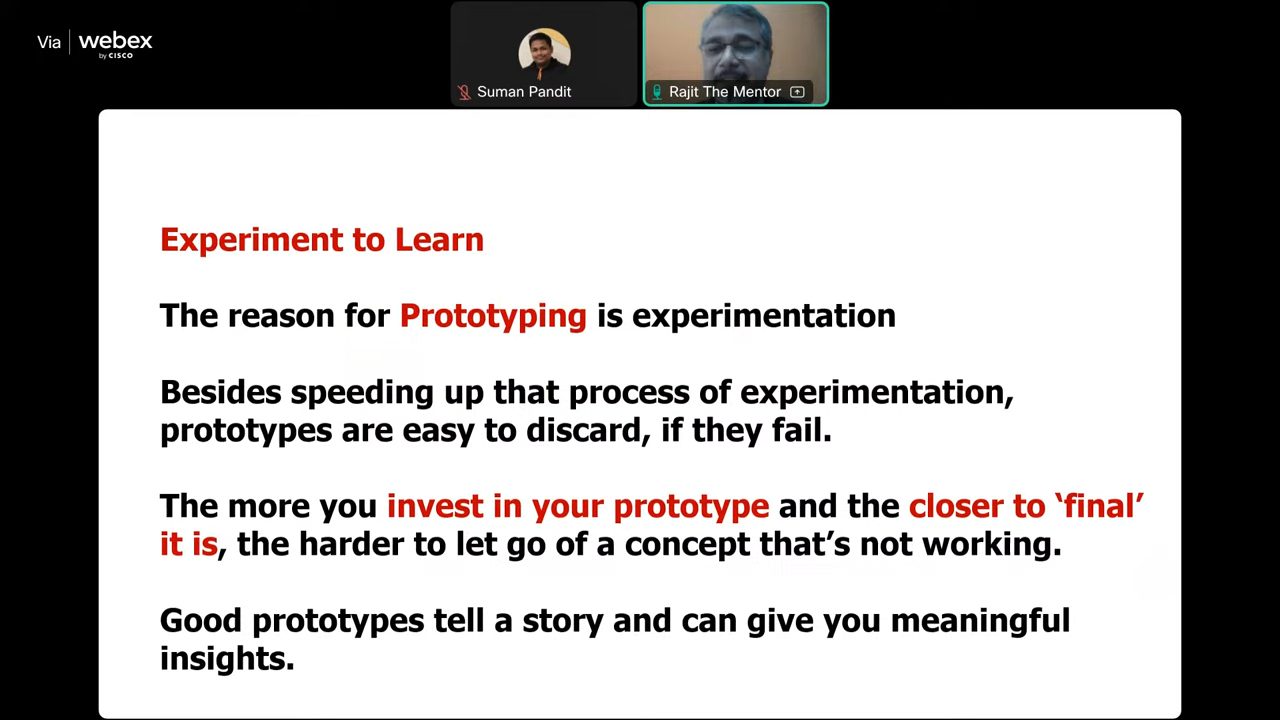 Via webex
by CISCO
Suman Pandit
Rajit The Mentor
Experiment to Learn
The reason for Prototyping is experimentation
Besides speeding up that process of experimentation,
prototypes are easy to discard, if they fail.
The more you invest in your prototype and the closer to ‘final’
it is, the harder to let go of a concept that’s not working.
Good prototypes tell a story and can give you meaningful
insights.